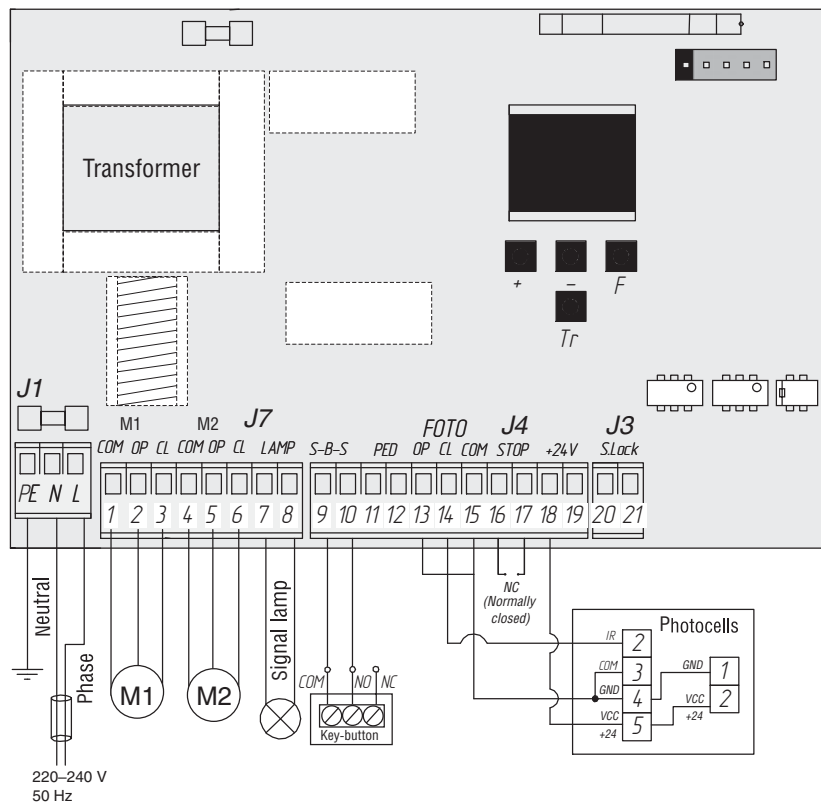 Transformer
+ – F
Tr
J1
M1 M2 J7
FOTO J4 J3
COM OP CL COM OP CL LAMP
S-B-S PED OP CL COM STOP +24V S.Lock
PE N L
1 2 3 4 5 6 7 8
9 10 11 12 13 14 15 16 17 18 19
20 21
Neutral
Phase
220–240 V
50 Hz
M1
M2
Signal lamp
COM NO NC
Key-button
NC
(Normally
closed)
Photocells
IR 2
COM 3
GND 4
VCC
+24 5
GND 1
VCC
+24 2